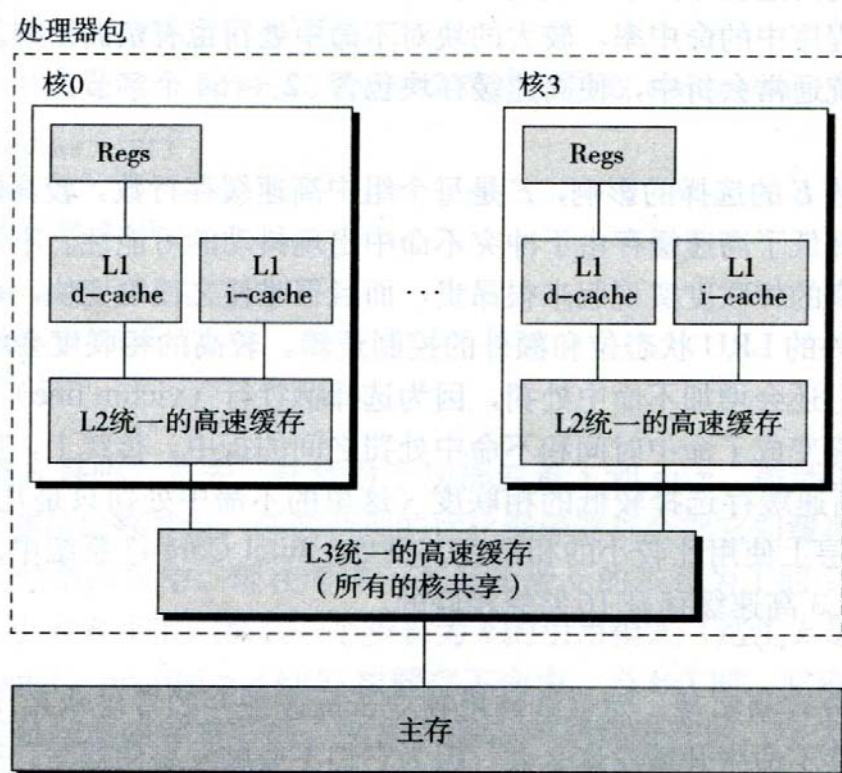 处理器包
核0
核3
Regs
Regs
L1
d-cache
L1
i-cache
...
L1
d-cache
L1
i-cache
L2统一的高速缓存
L2统一的高速缓存
L3统一的高速缓存
（所有的核共享）
主存